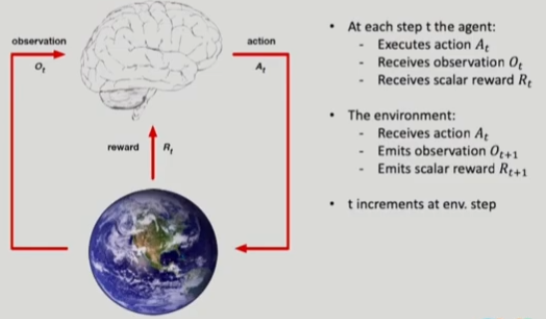 observation
O_t
action
A_t
reward
R_t
• At each step t the agent:
- Executes action A_t
- Receives observation O_t
- Receives scalar reward R_t
• The environment:
- Receives action A_t
- Emits observation O_{t+1}
- Emits scalar reward R_{t+1}
• t increments at env. step